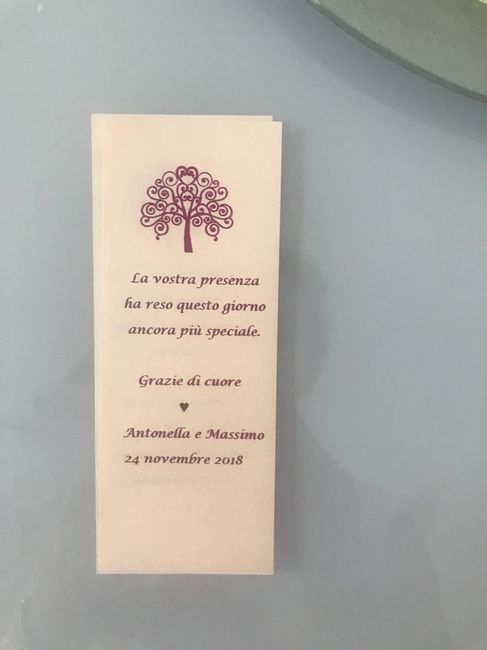 La vostra presenza
ha reso questo giorno
ancora più speciale.
Grazie di cuore
♥
Antonella e Massimo
24 novembre 2018